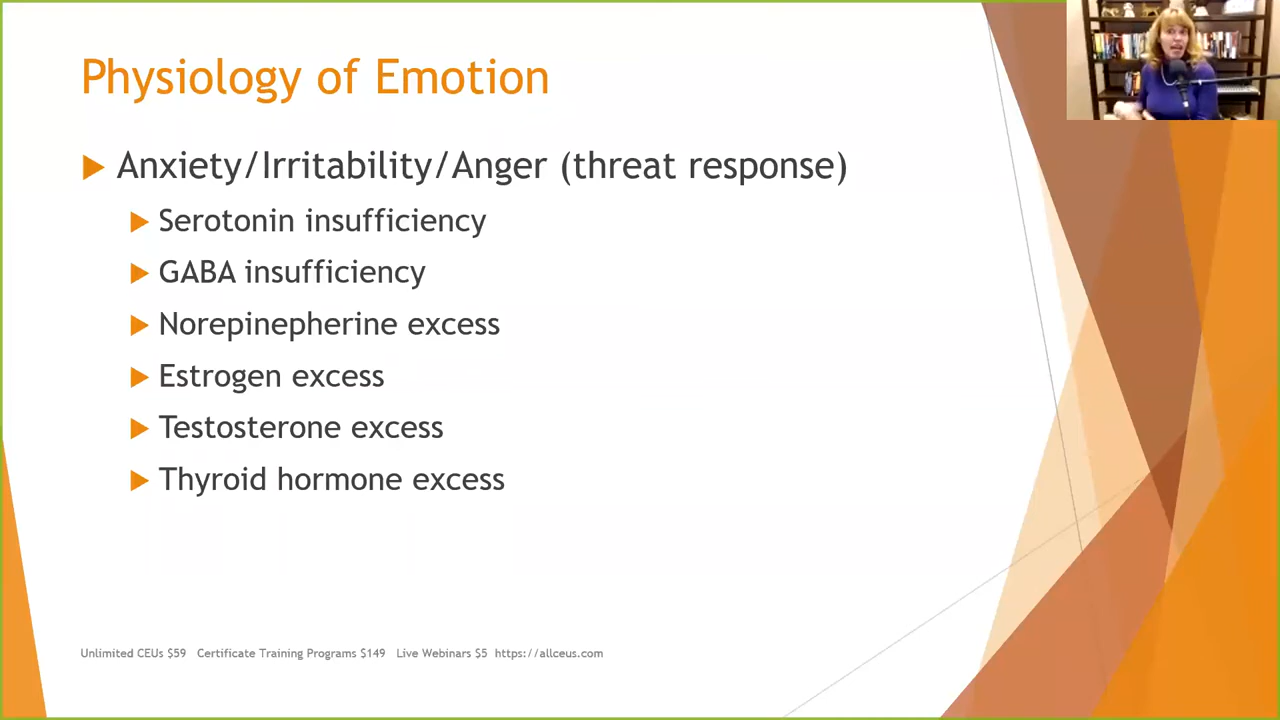 Physiology of Emotion
Anxiety/Irritability/Anger (threat response)
Serotonin insufficiency
GABA insufficiency
Norepinepherine excess
Estrogen excess
Testosterone excess
Thyroid hormone excess
Unlimited CEUs $59 Certificate Training Programs $149 Live Webinars $5 https://allceus.com